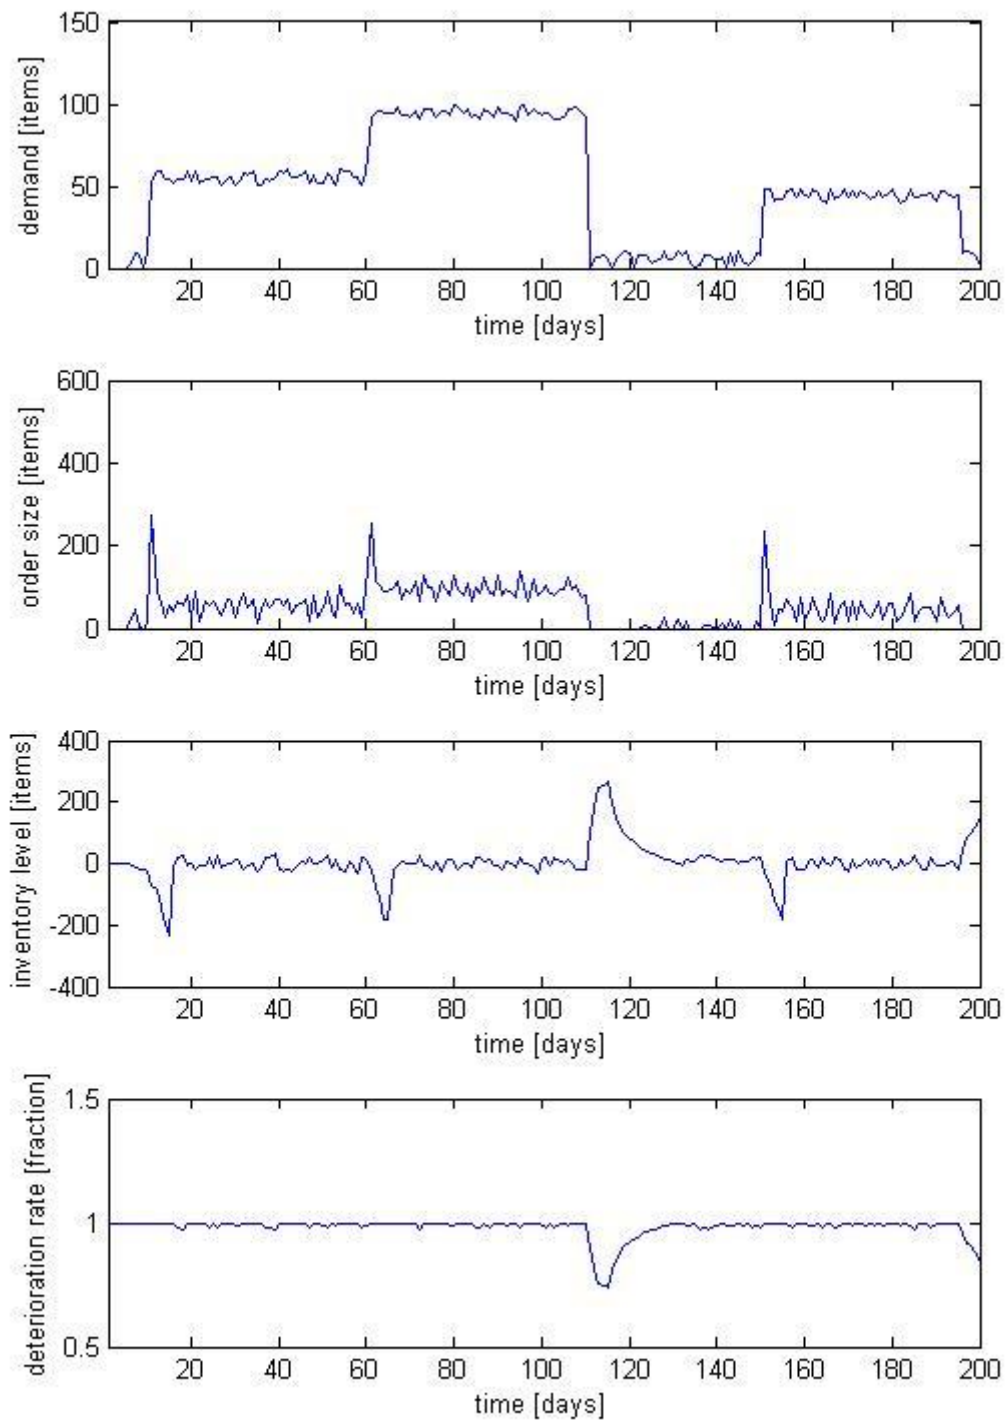 150
100
50
0
demand [items]
20 40 60 80 100 120 140 160 180 200
time [days]
600
400
200
0
order size [items]
20 40 60 80 100 120 140 160 180 200
time [days]
400
200
0
-200
-400
inventory level [items]
20 40 60 80 100 120 140 160 180 200
time [days]
1.5
1
0.5
deterioration rate [fraction]
20 40 60 80 100 120 140 160 180 200
time [days]